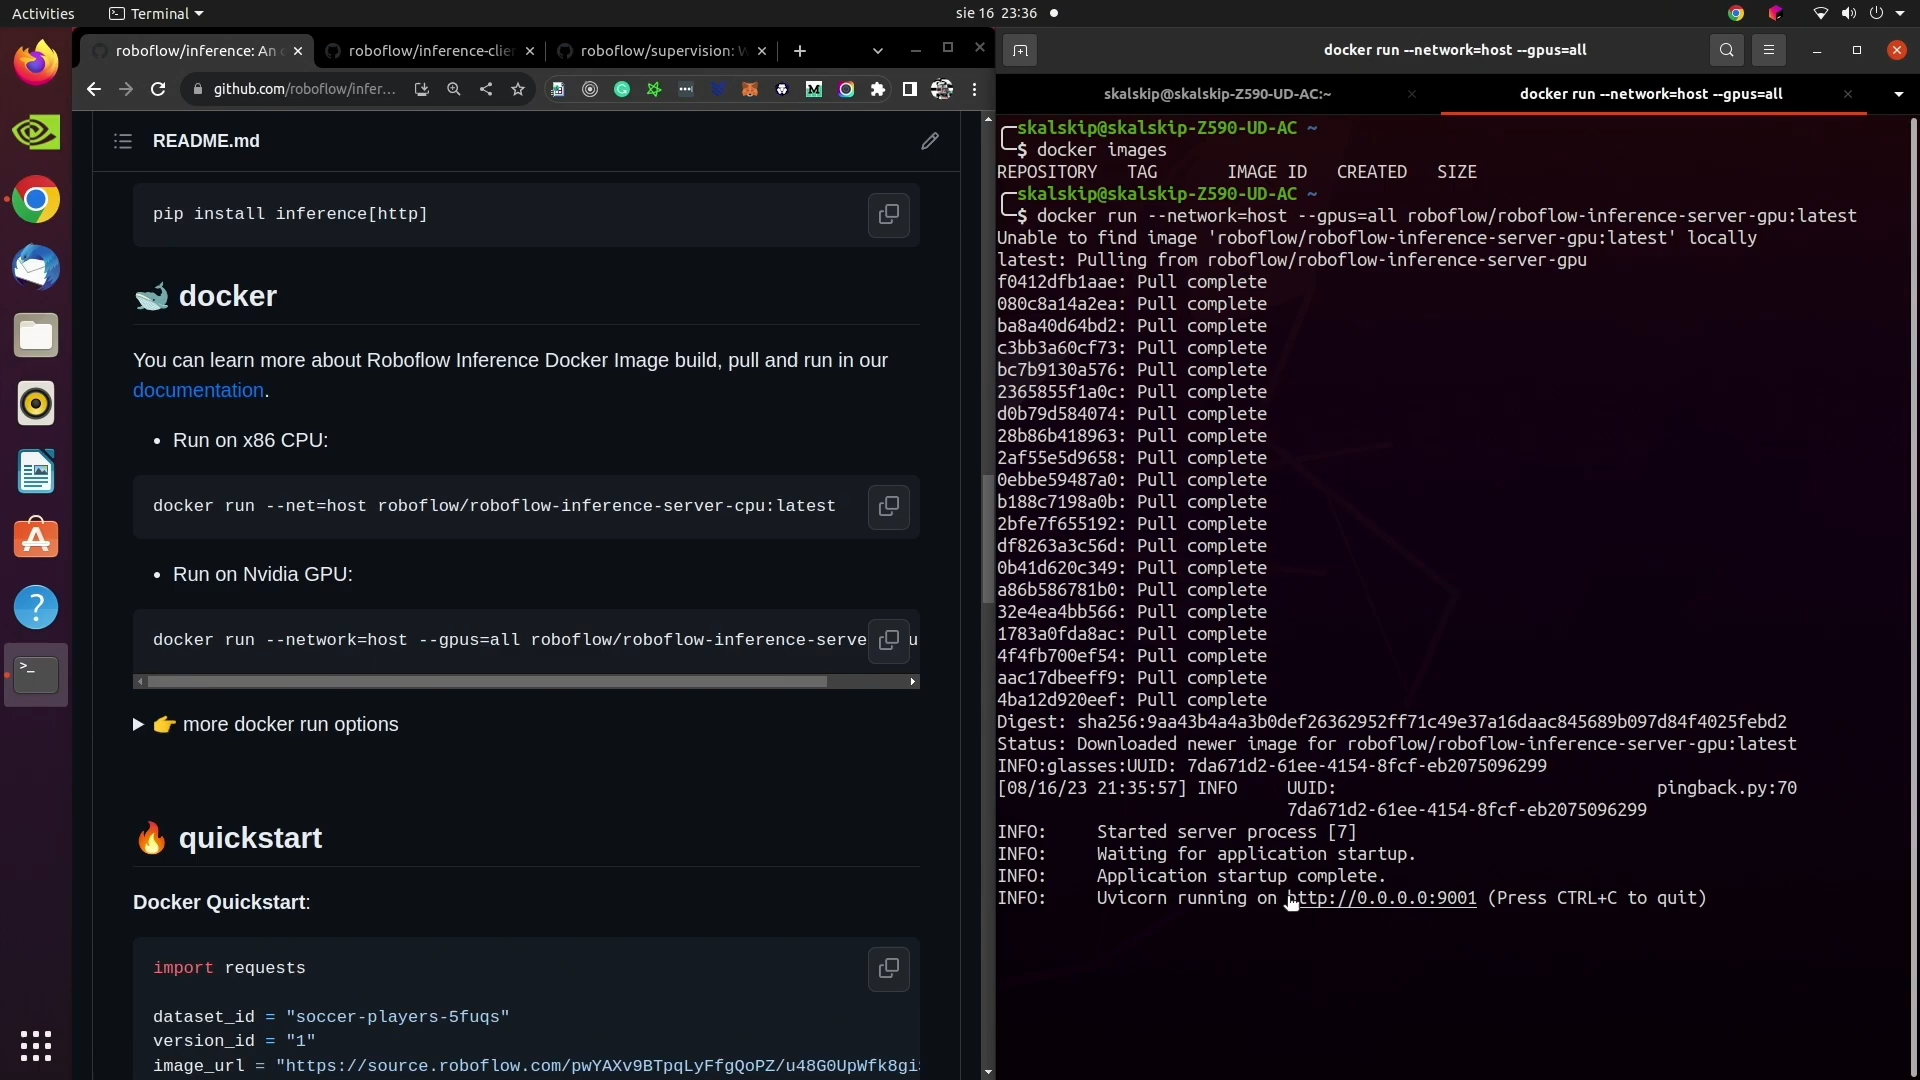 Activities
Terminal
sie 16 23:36
roboflow/inference: An
roboflow/inference-clie
roboflow/supervision: W
github.com/roboflow/infer...
README.md
pip install inference[http]
docker
You can learn more about Roboflow Inference Docker Image build, pull and run in our
documentation.
• Run on x86 CPU:
docker run --net=host roboflow/roboflow-inference-server-cpu:latest
• Run on Nvidia GPU:
docker run --network=host --gpus=all roboflow/roboflow-inference-serve
more docker run options
quickstart
Docker Quickstart:
import requests
dataset_id = "soccer-players-5fuqs"
version_id = "1"
image_url = "https://source.roboflow.com/pwYAXv9BTpqLyFfgQoPZ/u48G0UpWfk8gi
docker run --network=host --gpus=all
skalskip@skalskip-Z590-UD-AC:~
docker run --network=host --gpus=all
skalskip@skalskip-Z590-UD-AC ~
$ docker images
REPOSITORY TAG IMAGE ID CREATED SIZE
skalskip@skalskip-Z590-UD-AC ~
$ docker run --network=host --gpus=all roboflow/roboflow-inference-server-gpu:latest
Unable to find image 'roboflow/roboflow-inference-server-gpu:latest' locally
latest: Pulling from roboflow/roboflow-inference-server-gpu
f0412dfb1aae: Pull complete
080c8a14a2ea: Pull complete
ba8a40d64bd2: Pull complete
c3bb3a60cf73: Pull complete
bc7b9130a576: Pull complete
2365855f1a0c: Pull complete
d0b79d584074: Pull complete
28b86b418963: Pull complete
2af55e5d9658: Pull complete
0ebbe59487a0: Pull complete
b188c7198a0b: Pull complete
2bfe7f655192: Pull complete
df8263a3c56d: Pull complete
0b41d620c349: Pull complete
a86b586781b0: Pull complete
32e4ea4bb566: Pull complete
1783a0fda8ac: Pull complete
4f4fb700ef54: Pull complete
aac17dbeeff9: Pull complete
4ba12d920eef: Pull complete
Digest: sha256:9aa43b4a4a3b0def26362952ff71c49e37a16daac845689b097d84f4025febd2
Status: Downloaded newer image for roboflow/roboflow-inference-server-gpu:latest
INFO:glasses:UUID: 7da671d2-61ee-4154-8fcf-eb2075096299
[08/16/23 21:35:57] INFO UUID: pingback.py:70
7da671d2-61ee-4154-8fcf-eb2075096299
INFO: Started server process [7]
INFO: Waiting for application startup.
INFO: Application startup complete.
INFO: Uvicorn running on http://0.0.0.0:9001 (Press CTRL+C to quit)